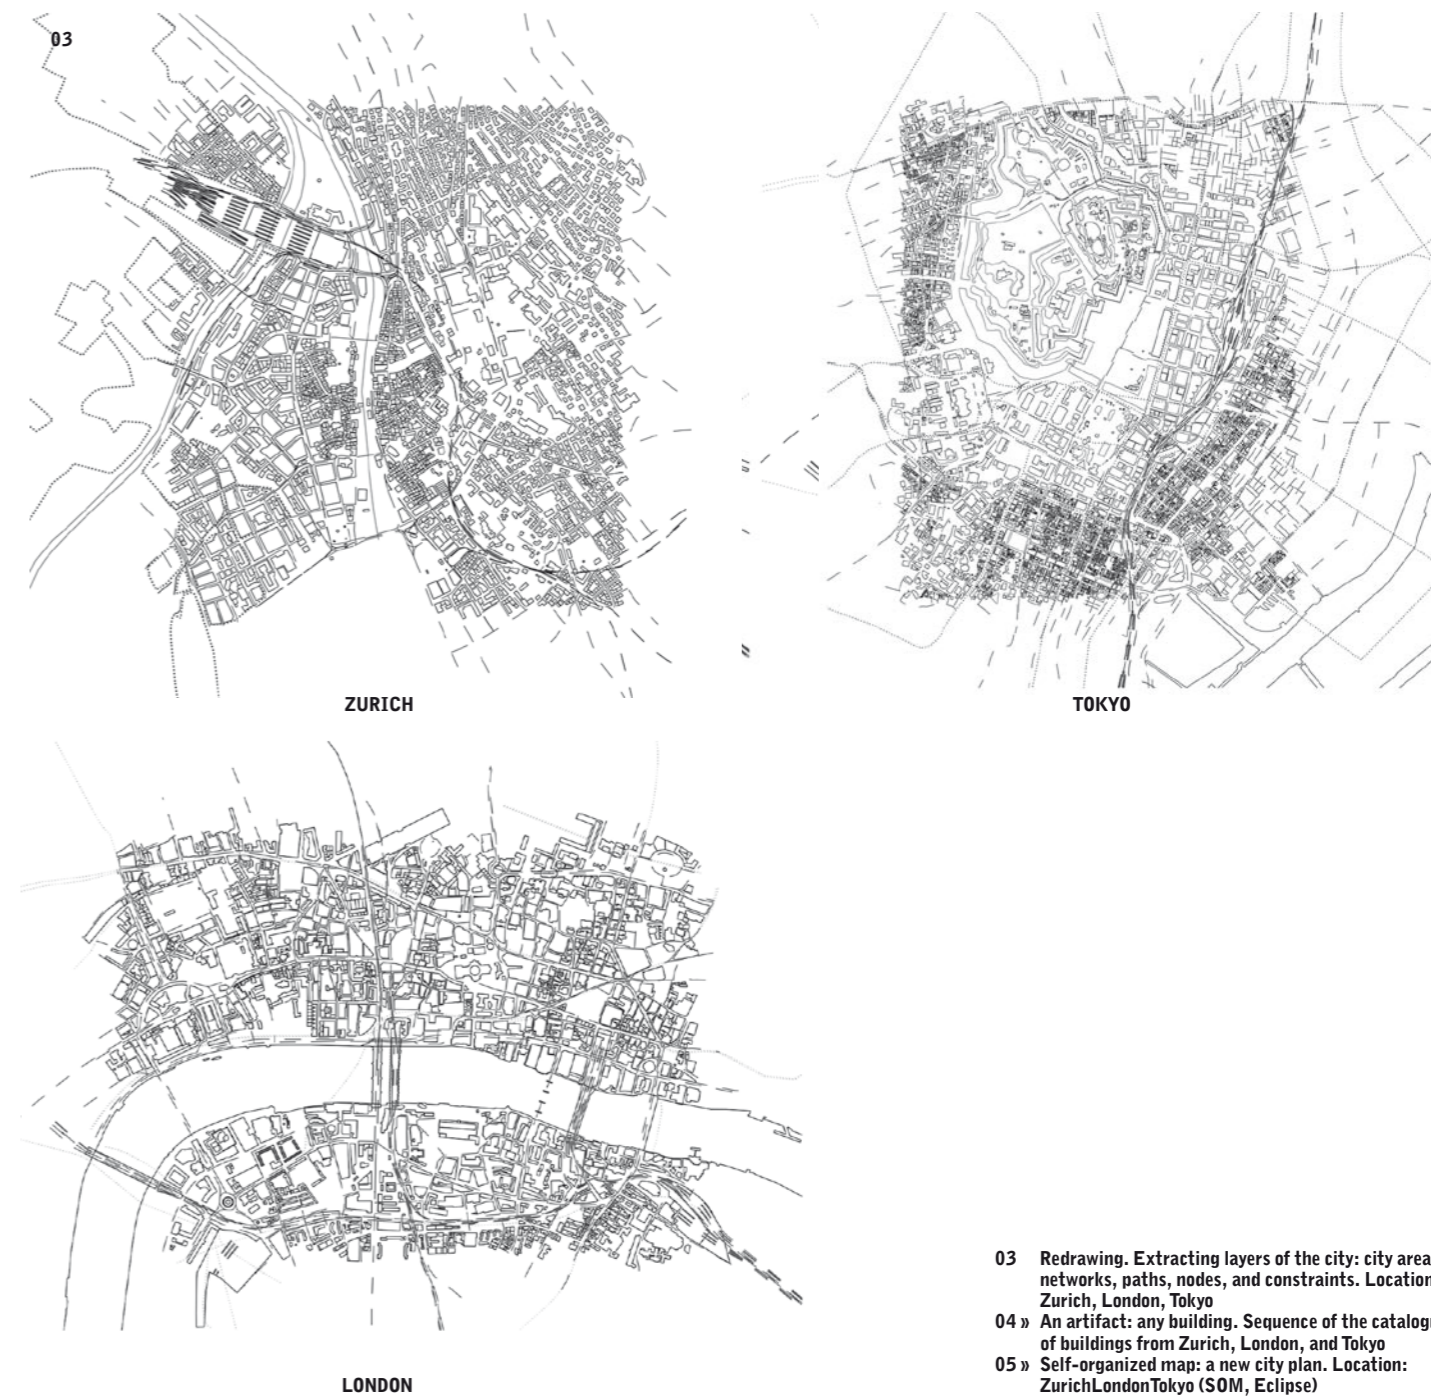 03
ZURICH
TOKYO
LONDON
03 Redrawing. Extracting layers of the city: city area
networks, paths, nodes, and constraints. Location
Zurich, London, Tokyo
04 » An artifact: any building. Sequence of the catalog
of buildings from Zurich, London, and Tokyo
05 » Self-organized map: a new city plan. Location:
ZurichLondonTokyo (SOM, Eclipse)